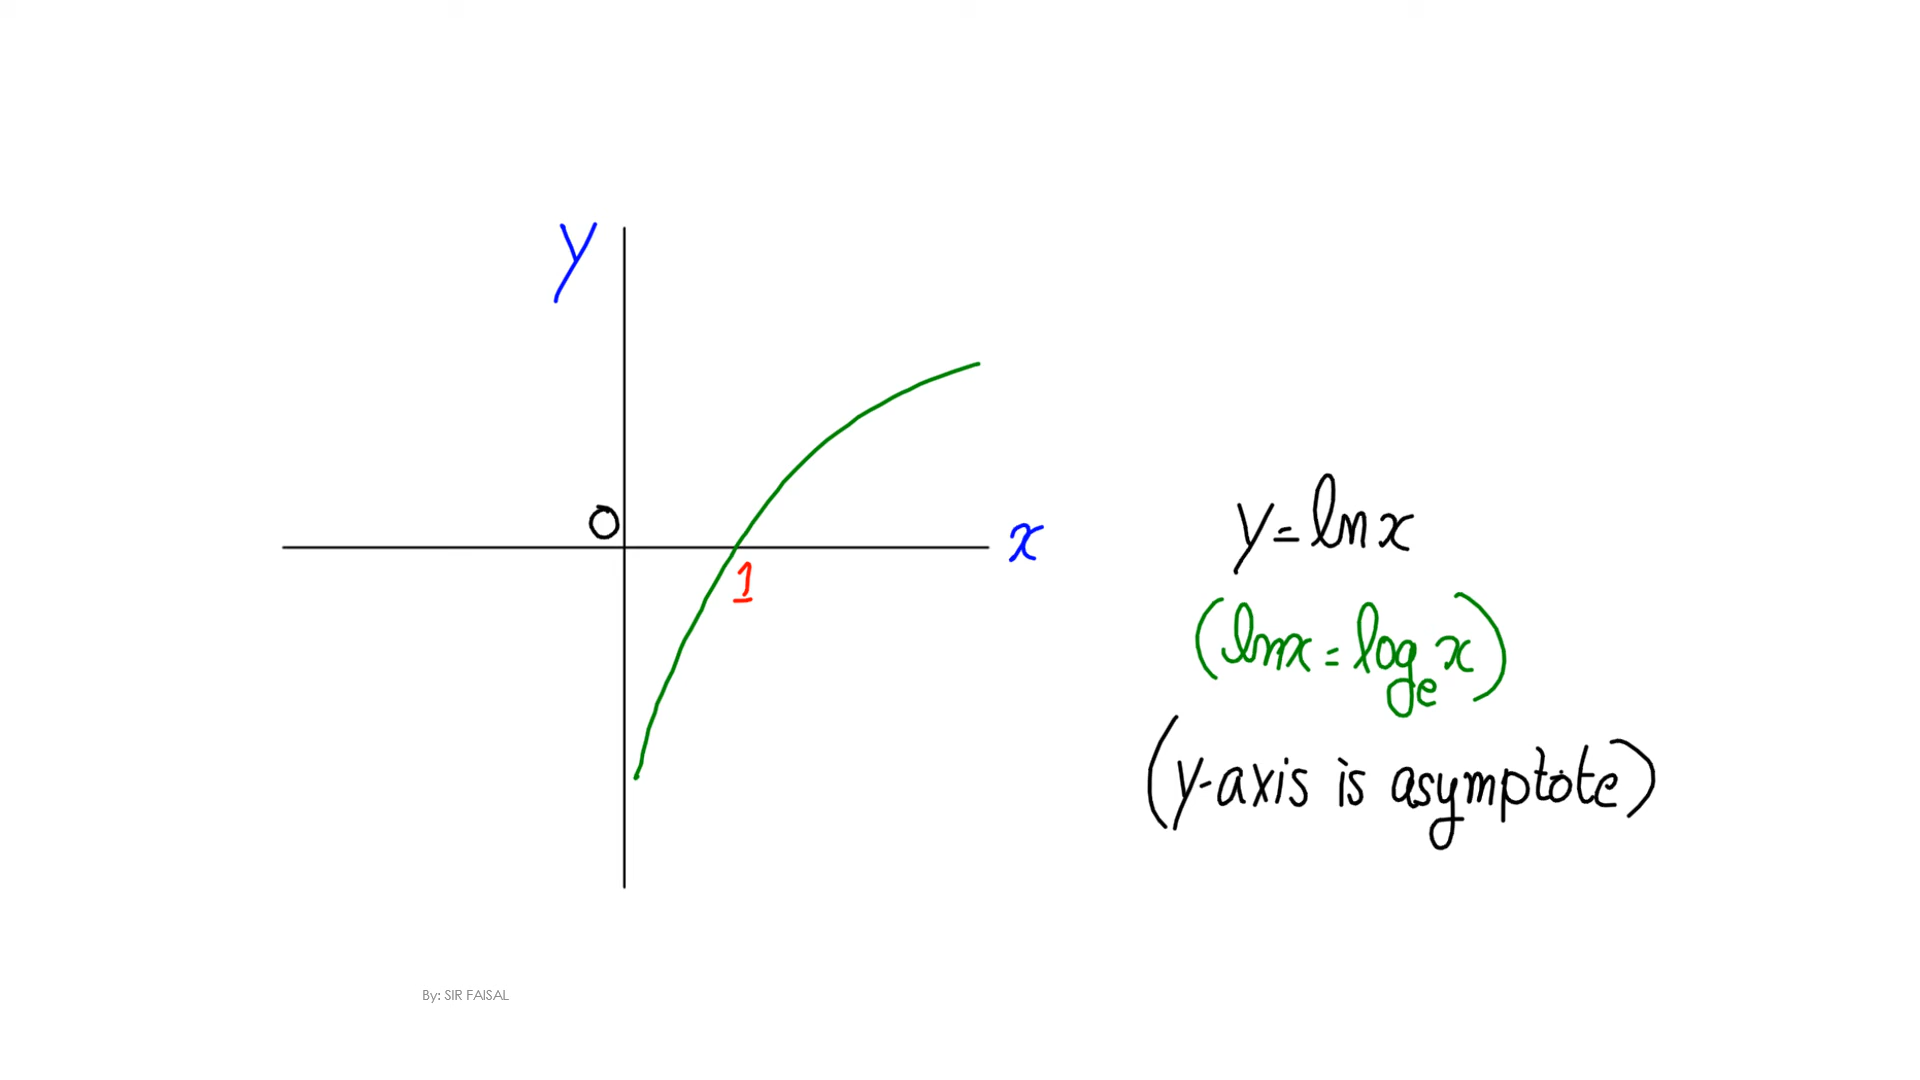 y
O
x
1
y = ln x
(ln x = logₑ x)
(y-axis is asymptote)
By: SIR FAISAL